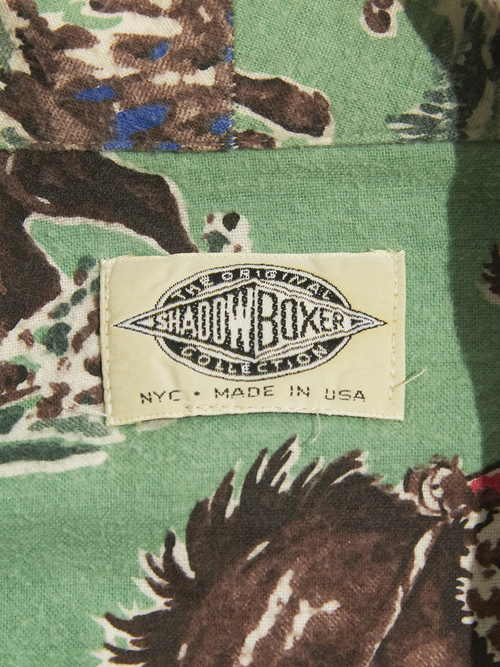 THE ORIGINAL
SHADOWBOXER
COLLECTION
NYC • MADE IN USA